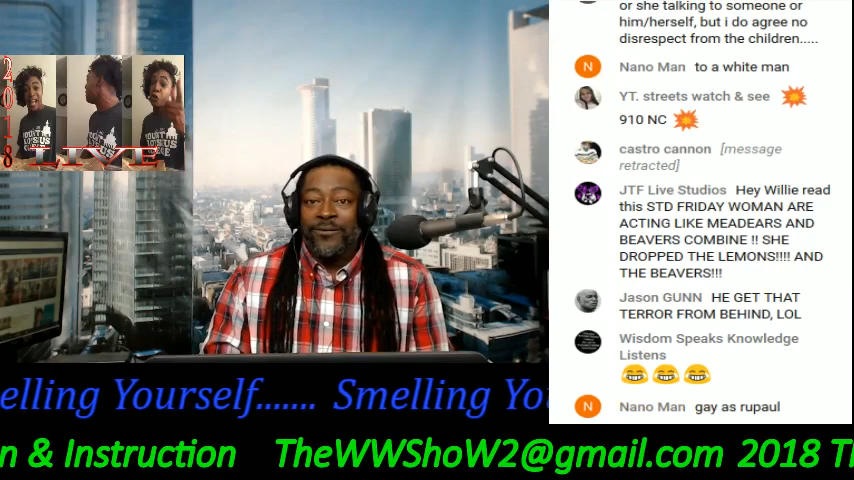 2018
LIVE
or she talking to someone or
him/herself, but i do agree no
disrespect from the children.....
N Nano Man to a white man
YT. streets watch & see
910 NC
castro cannon [message
retracted]
JTF Live Studios Hey Willie read
this STD FRIDAY WOMAN ARE
ACTING LIKE MEADEARS AND
BEAVERS COMBINE !! SHE
DROPPED THE LEMONS!!!! AND
THE BEAVERS!!!
Jason GUNN HE GET THAT
TERROR FROM BEHIND, LOL
Wisdom Speaks Knowledge
Listens
😂 😂 😂
N Nano Man gay as rupaul
elling Yourself....... Smelling Yo
n & Instruction TheWWShoW2@gmail.com 2018 T